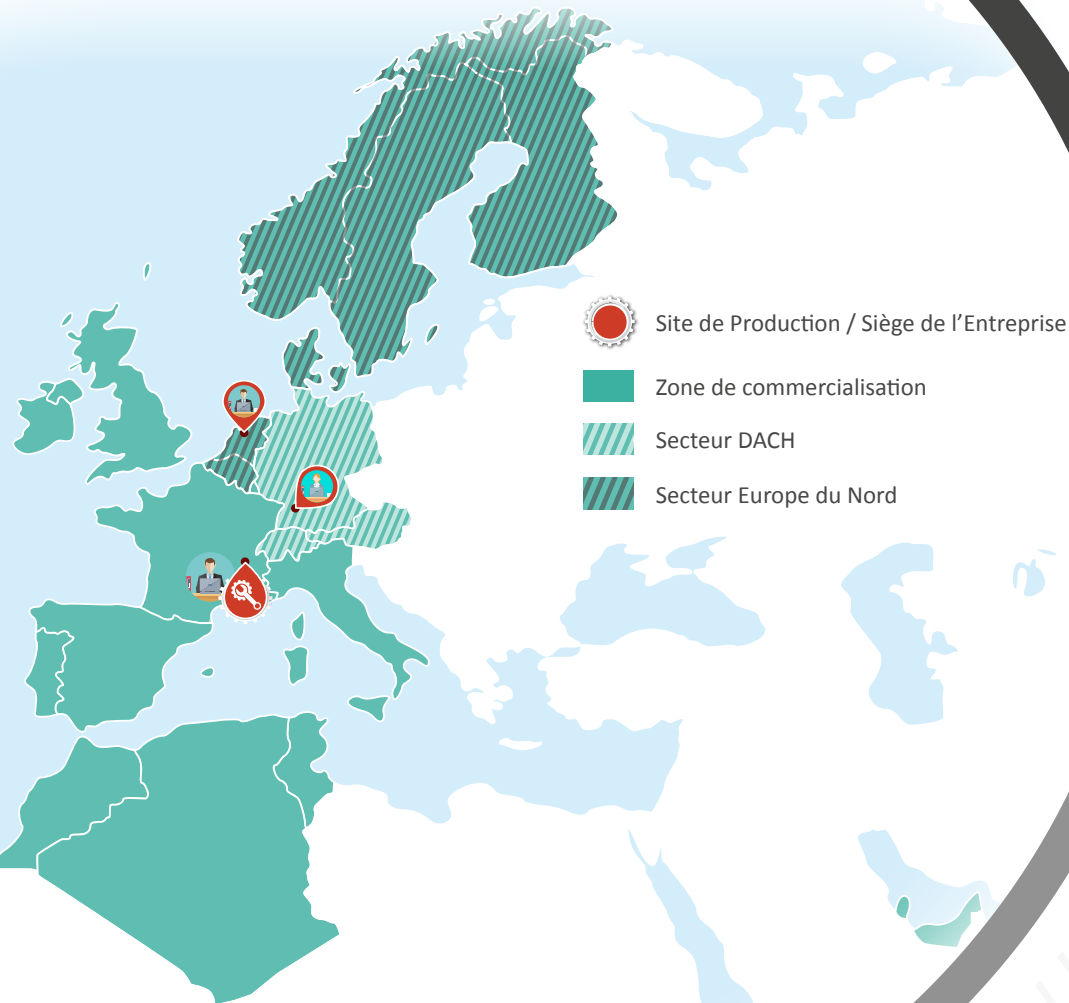 Site de Production / Siège de l’Entreprise
Zone de commercialisation
Secteur DACH
Secteur Europe du Nord